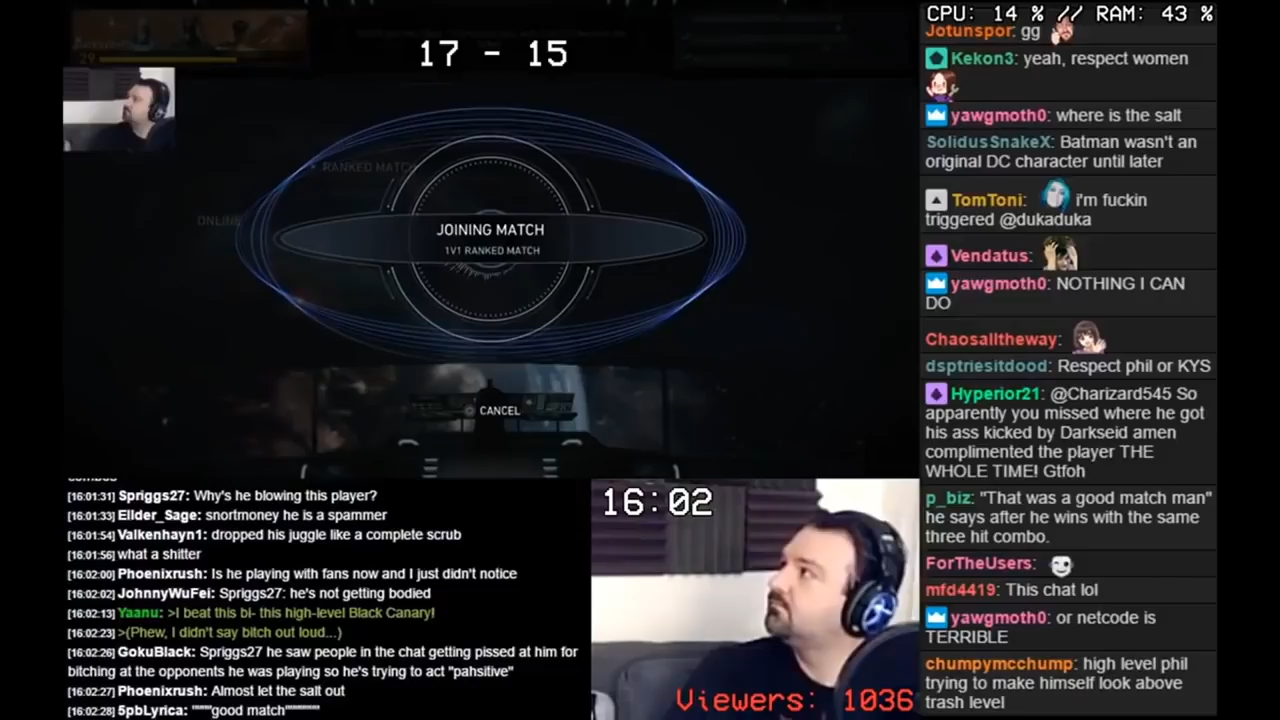 17 - 15
RANKED MATCH
ONLINE
JOINING MATCH
1V1 RANKED MATCH
CANCEL
[16:01:31] Spriggs27: Why's he blowing this player?
[16:01:33] Ellder_Sage: snortmoney he is a spammer
[16:01:54] Valkenhayn1: dropped his juggle like a complete scrub
[16:01:56] what a shitter
[16:02:00] Phoenixrush: Is he playing with fans now and I just didn't notice
[16:02:02] JohnnyWuFei: Spriggs27: he's not getting bodied
[16:02:13] Yaanu: >I beat this bi- this high-level Black Canary!
[16:02:23] >(Phew, I didn't say bitch out loud...)
[16:02:26] GokuBlack: Spriggs27 he saw people in the chat getting pissed at him for
bitching at the opponents he was playing so he's trying to act "pahsitive"
[16:02:27] Phoenixrush: Almost let the salt out
[16:02:28] 5pbLyrica: """"good match""""""
16:02
Viewers: 1036
CPU: 14 % // RAM: 43 %
Jotunspor: gg
Kekon3: yeah, respect women
yawgmoth0: where is the salt
SolidusSnakeX: Batman wasn't an
original DC character until later
TomToni: i'm fuckin
triggered @dukaduka
Vendatus:
yawgmoth0: NOTHING I CAN
DO
Chaosalltheway:
dsptriesitdood: Respect phil or KYS
Hyperior21: @Charizard545 So
apparently you missed where he got
his ass kicked by Darkseid amen
complimented the player THE
WHOLE TIME! Gtfoh
p_biz: "That was a good match man"
he says after he wins with the same
three hit combo.
ForTheUsers:
mfd4419: This chat lol
yawgmoth0: or netcode is
TERRIBLE
chumpymcchump: high level phil
trying to make himself look above
trash level